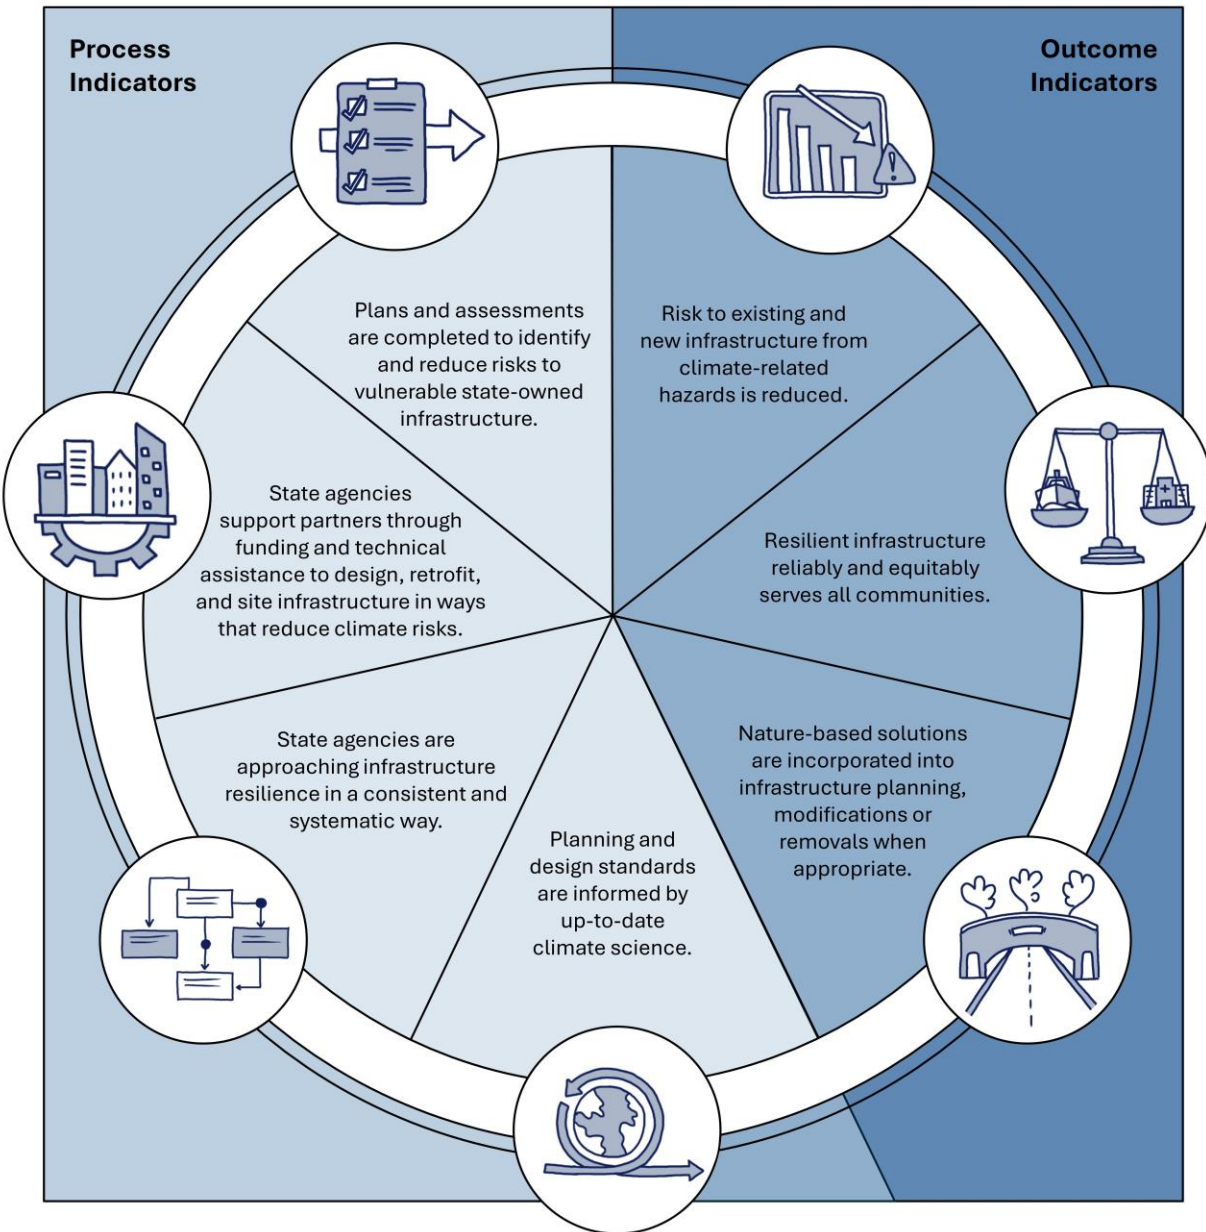 Process
Indicators
Outcome
Indicators
Plans and assessments
are completed to identify
and reduce risks to
vulnerable state-owned
infrastructure.
Risk to existing and
new infrastructure from
climate-related
hazards is reduced.
State agencies
support partners through
funding and technical
assistance to design, retrofit,
and site infrastructure in ways
that reduce climate risks.
Resilient infrastructure
reliably and equitably
serves all communities.
State agencies are
approaching infrastructure
resilience in a consistent and
systematic way.
Nature-based solutions
are incorporated into
infrastructure planning,
modifications or
removals when
appropriate.
Planning and
design standards
are informed by
up-to-date
climate science.